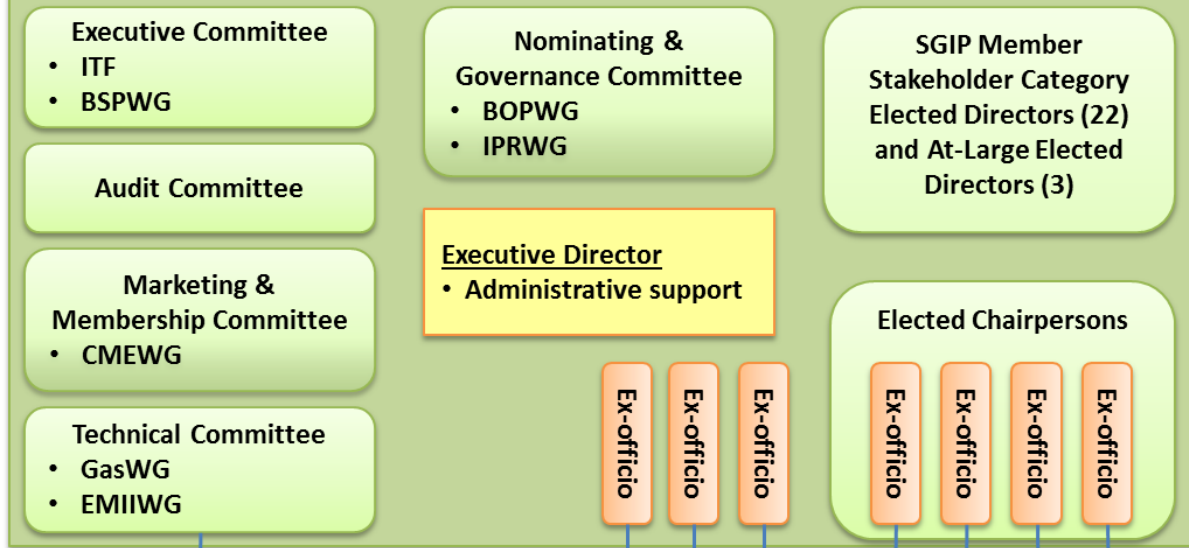 Executive Committee
• ITF
• BSPWG
Audit Committee
Marketing &
Membership Committee
• CMEWG
Technical Committee
• GasWG
• EMIIWG
Nominating &
Governance Committee
• BOPWG
• IPRWG
Executive Director
• Administrative support
Ex-officio
Ex-officio
Ex-officio
SGIP Member
Stakeholder Category
Elected Directors (22)
and At-Large Elected
Directors (3)
Elected Chairpersons
Ex-officio
Ex-officio
Ex-officio
Ex-officio